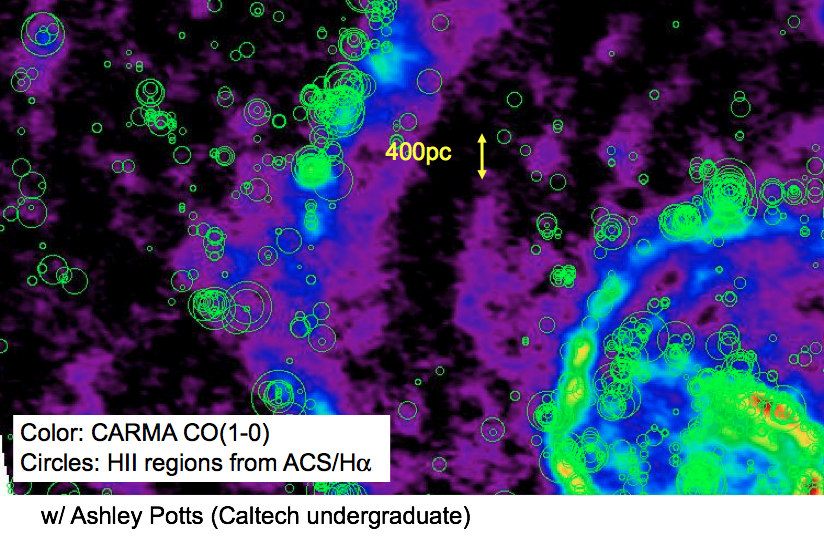 400pc
Color: CARMA CO(1-0)
Circles: HII regions from ACS/Hα
w/ Ashley Potts (Caltech undergraduate)